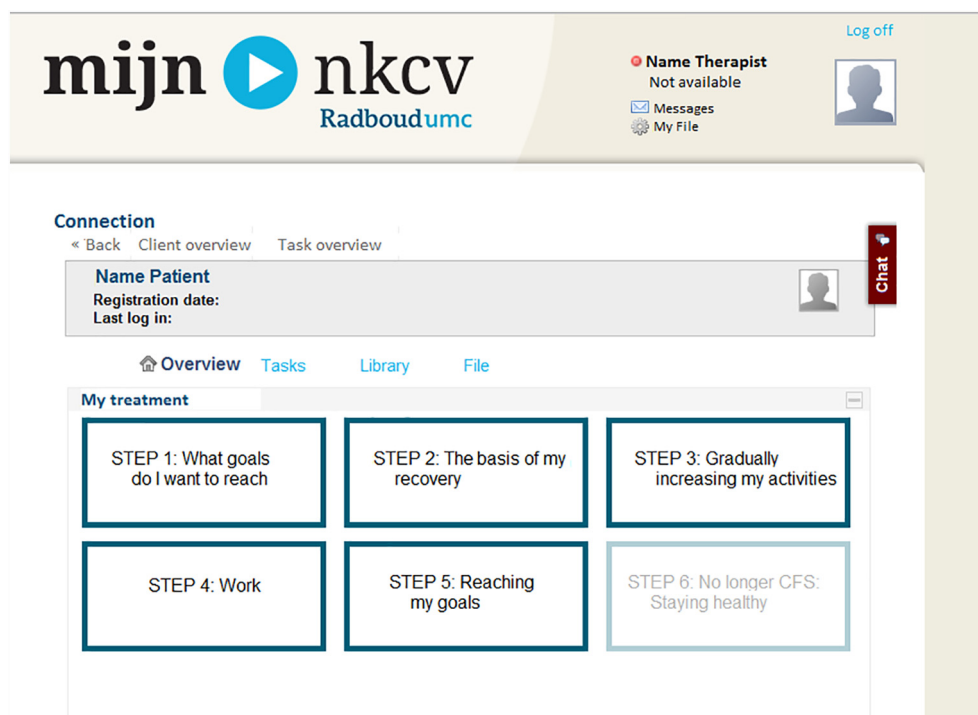 Log off
mijn nkcv
Radboudumc
Name Therapist
Not available
Messages
My File
Connection
« Back Client overview Task overview
Chat
Name Patient
Registration date:
Last log in:
Overview Tasks Library File
My treatment
STEP 1: What goals
do I want to reach
STEP 2: The basis of my
recovery
STEP 3: Gradually
increasing my activities
STEP 4: Work
STEP 5: Reaching
my goals
STEP 6: No longer CFS:
Staying healthy